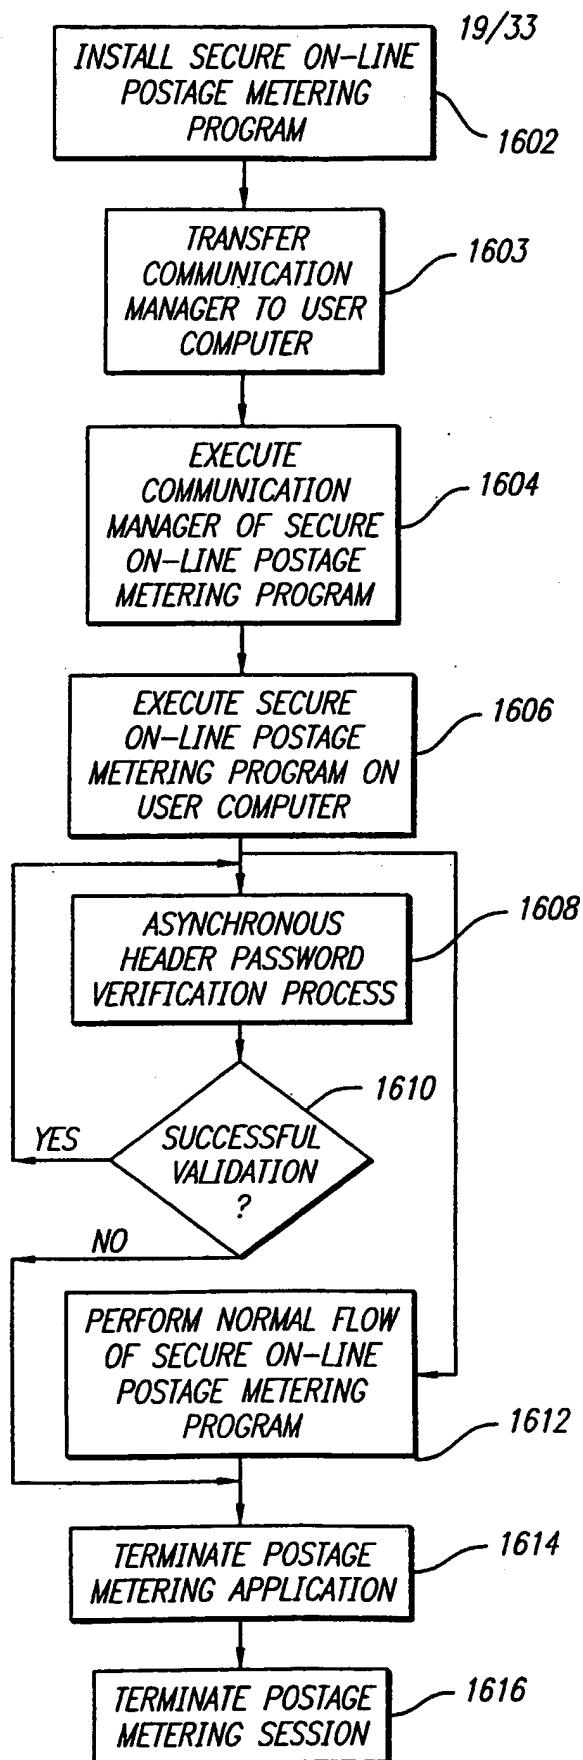 19/33
INSTALL SECURE ON-LINE
POSTAGE METERING
PROGRAM
1602
TRANSFER
COMMUNICATION
MANAGER TO USER
COMPUTER
1603
EXECUTE
COMMUNICATION
MANAGER OF SECURE
ON-LINE POSTAGE
METERING PROGRAM
1604
EXECUTE SECURE
ON-LINE POSTAGE
METERING PROGRAM ON
USER COMPUTER
1606
ASYNCHRONOUS
HEADER PASSWORD
VERIFICATION PROCESS
1608
SUCCESSFUL
VALIDATION
?
1610
YES
NO
PERFORM NORMAL FLOW
OF SECURE ON-LINE
POSTAGE METERING
PROGRAM
1612
TERMINATE POSTAGE
METERING APPLICATION
1614
TERMINATE POSTAGE
METERING SESSION
1616